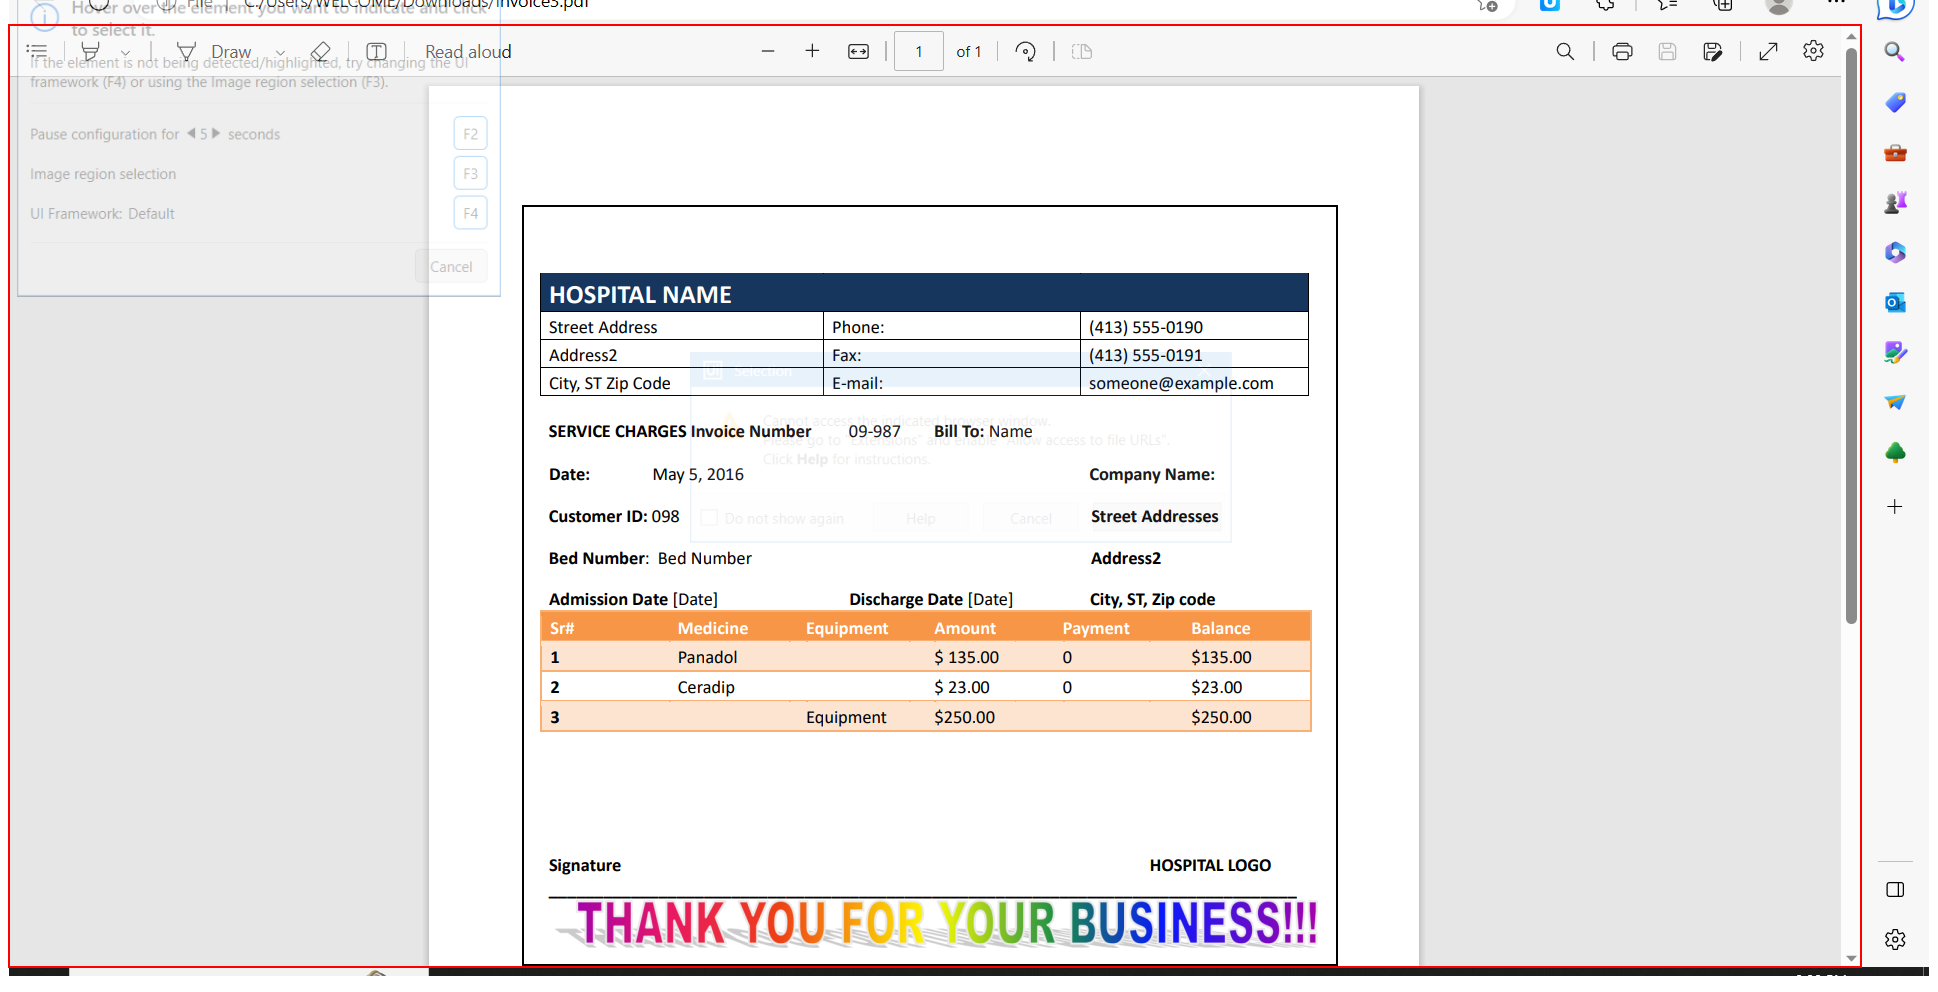 File C:/Users/WELCOME/Downloads/invoice3.pdf
Hover over the element you want to indicate and click
to select it.
Draw Read aloud 1 of 1
If the element is not being detected/highlighted, try changing the UI
framework (F4) or using the Image region selection (F3).
Pause configuration for 5 seconds F2
Image region selection F3
UI Framework: Default F4
Cancel
HOSPITAL NAME
Street Address Phone: (413) 555-0190
Address2 Fax: (413) 555-0191
City, ST Zip Code E-mail: someone@example.com
Selection
Cannot access the indicated browser window.
Please go to "Extensions" and enable "Allow access to file URLs".
Click Help for instructions.
Do not show again Help Cancel
SERVICE CHARGES Invoice Number 09-987 Bill To: Name
Date: May 5, 2016 Company Name:
Customer ID: 098 Street Addresses
Bed Number: Bed Number Address2
Admission Date [Date] Discharge Date [Date] City, ST, Zip code
Sr# Medicine Equipment Amount Payment Balance
1 Panadol $ 135.00 0 $135.00
2 Ceradip $ 23.00 0 $23.00
3 Equipment $250.00 $250.00
Signature HOSPITAL LOGO
THANK YOU FOR YOUR BUSINESS!!!